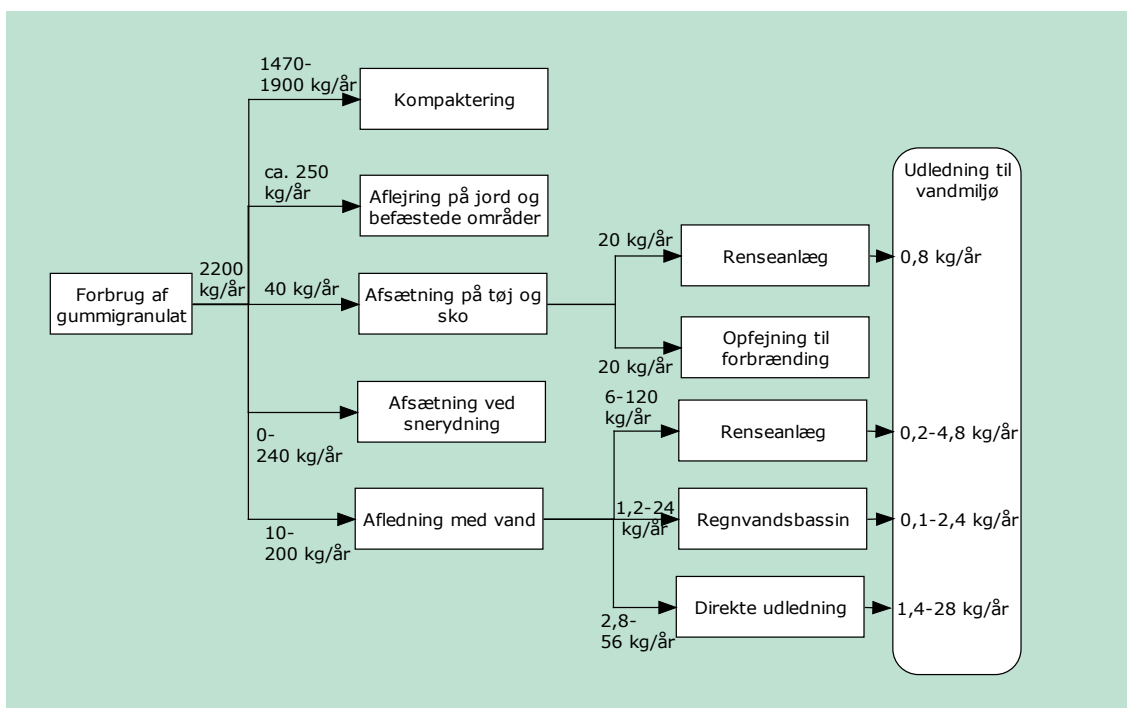 Forbrug af
gummigranulat
2200
kg/år
1470-
1900 kg/år
Kompaktering
ca. 250
kg/år
Aflejring på jord og
befæstede områder
40 kg/år
Afsætning på tøj og
sko
20 kg/år
Renseanlæg
20 kg/år
Opfejning til
forbrænding
0-
240 kg/år
Afsætning ved
snerydning
10-
200 kg/år
Afledning med vand
6-120
kg/år
Renseanlæg
1,2-24
kg/år
Regnvandsbassin
2,8-
56 kg/år
Direkte udledning
Udledning til
vandmiljø
0,8 kg/år
0,2-4,8 kg/år
0,1-2,4 kg/år
1,4-28 kg/år